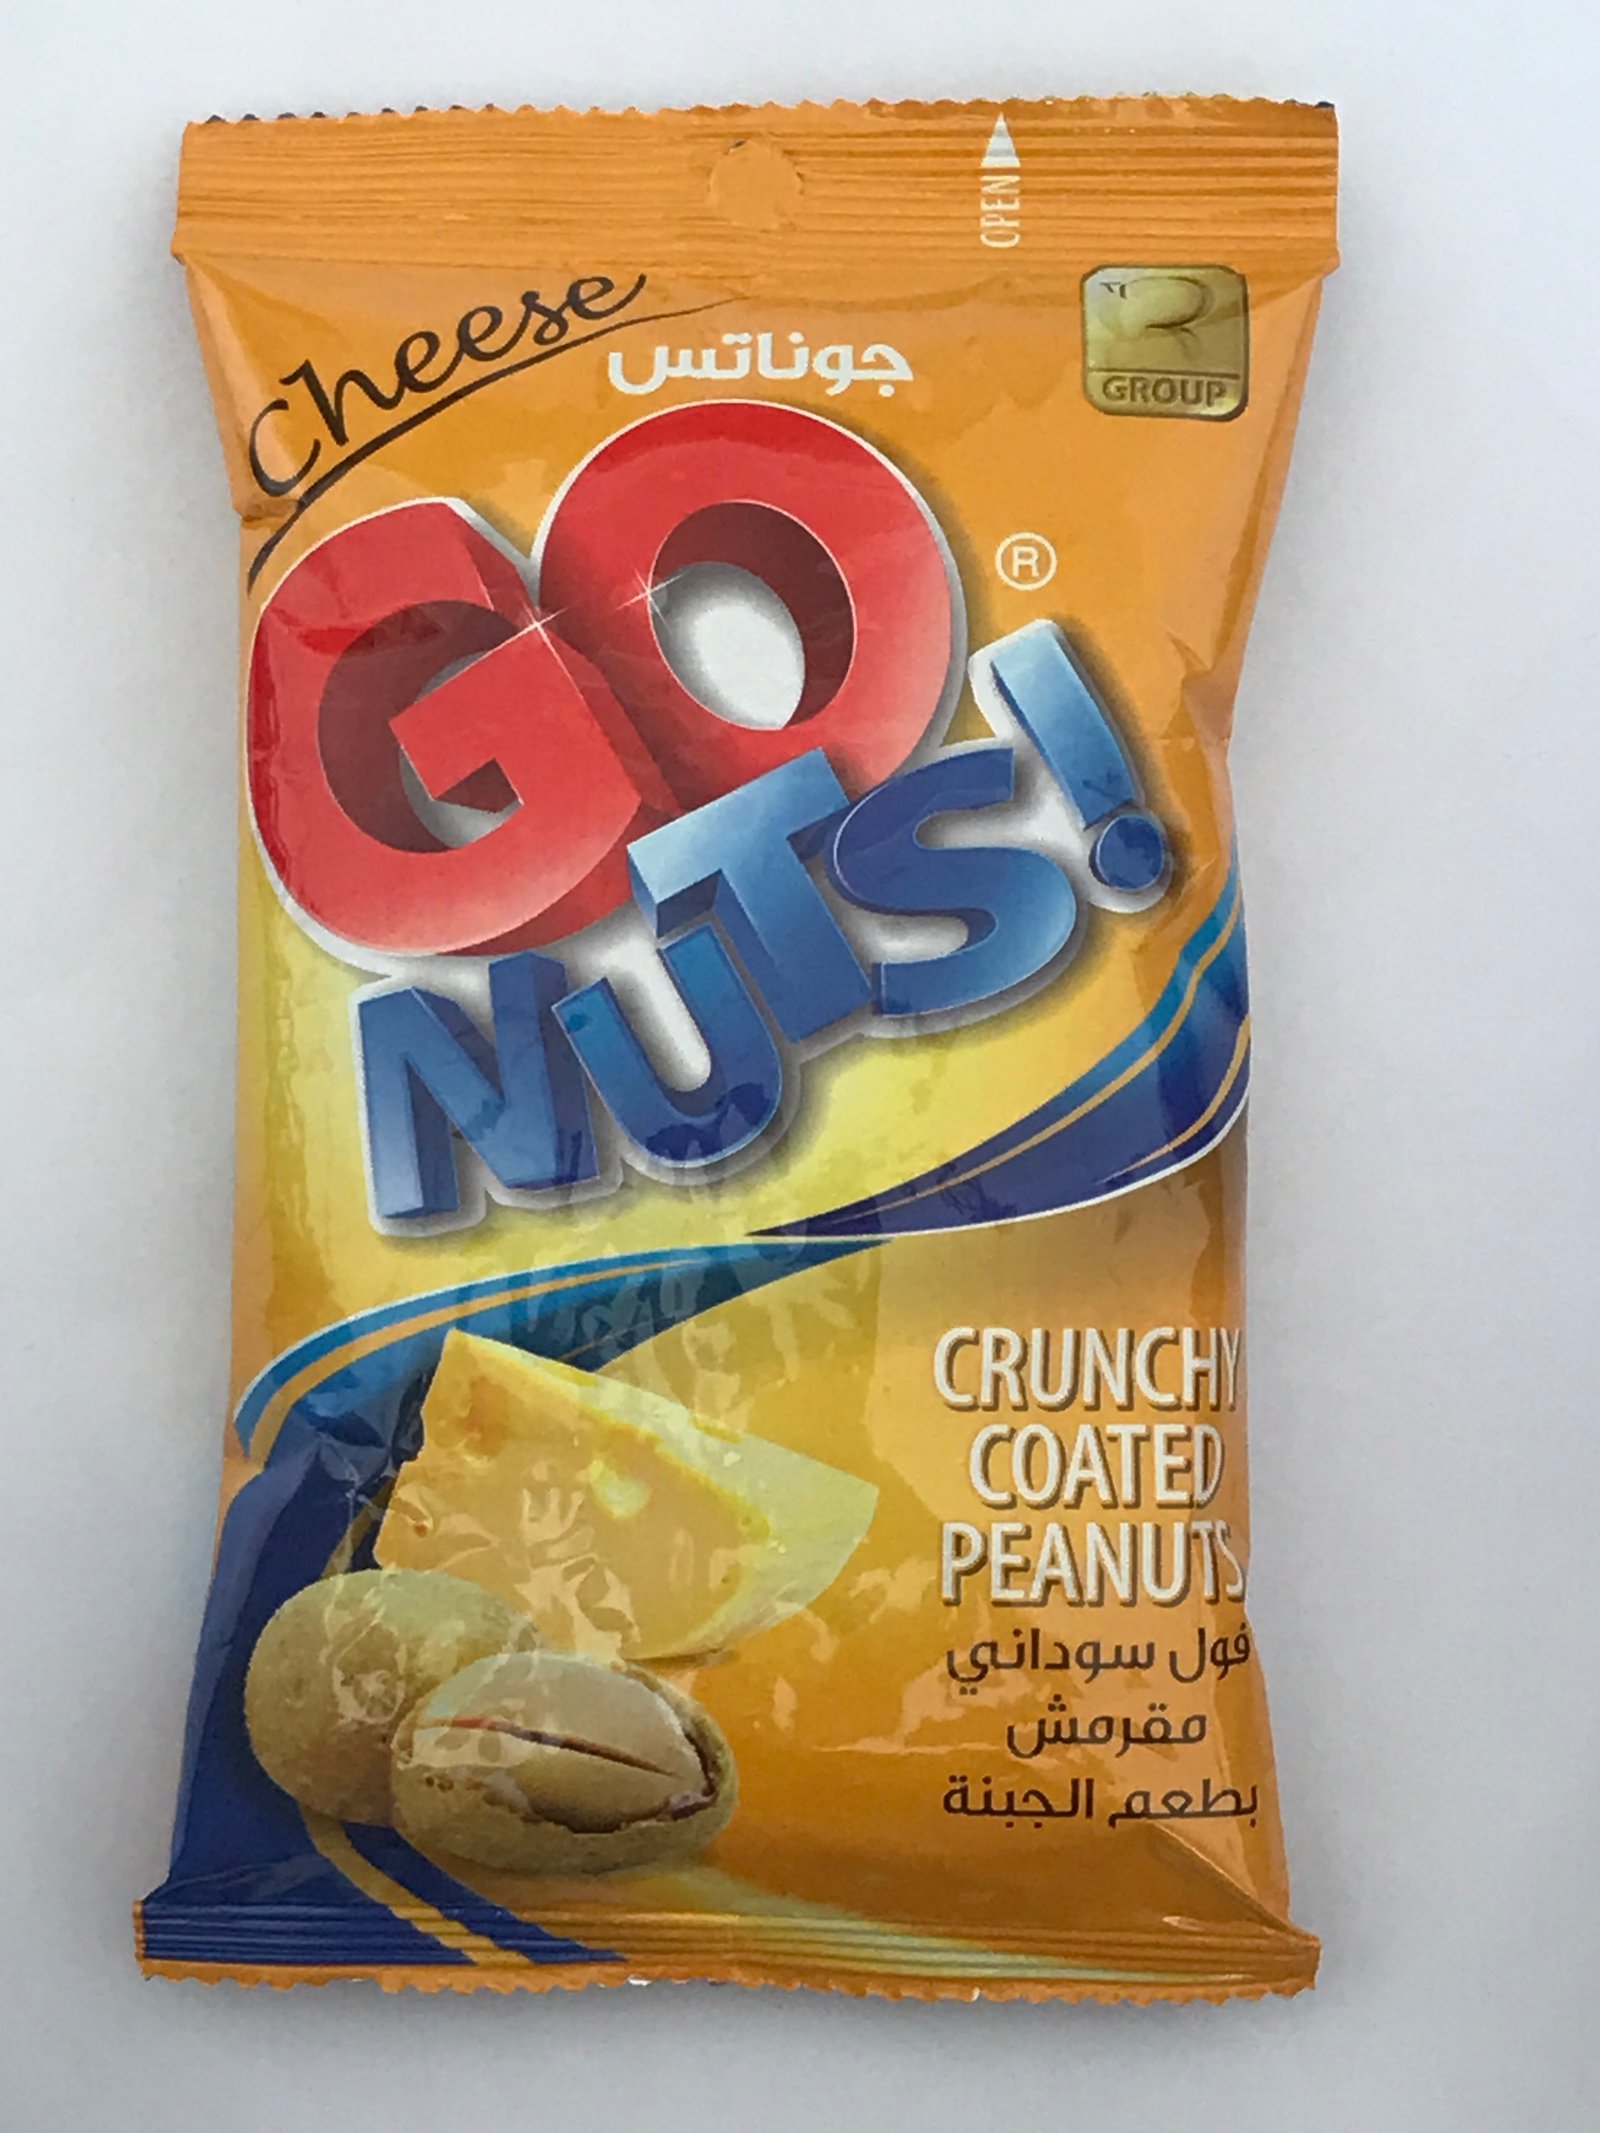 OPEN
Cheese
جوناتس
GROUP
GO
®
NUTS!
CRUNCHY
COATED
PEANUTS
فول سوداني
مقرمش
بطعم الجبنة